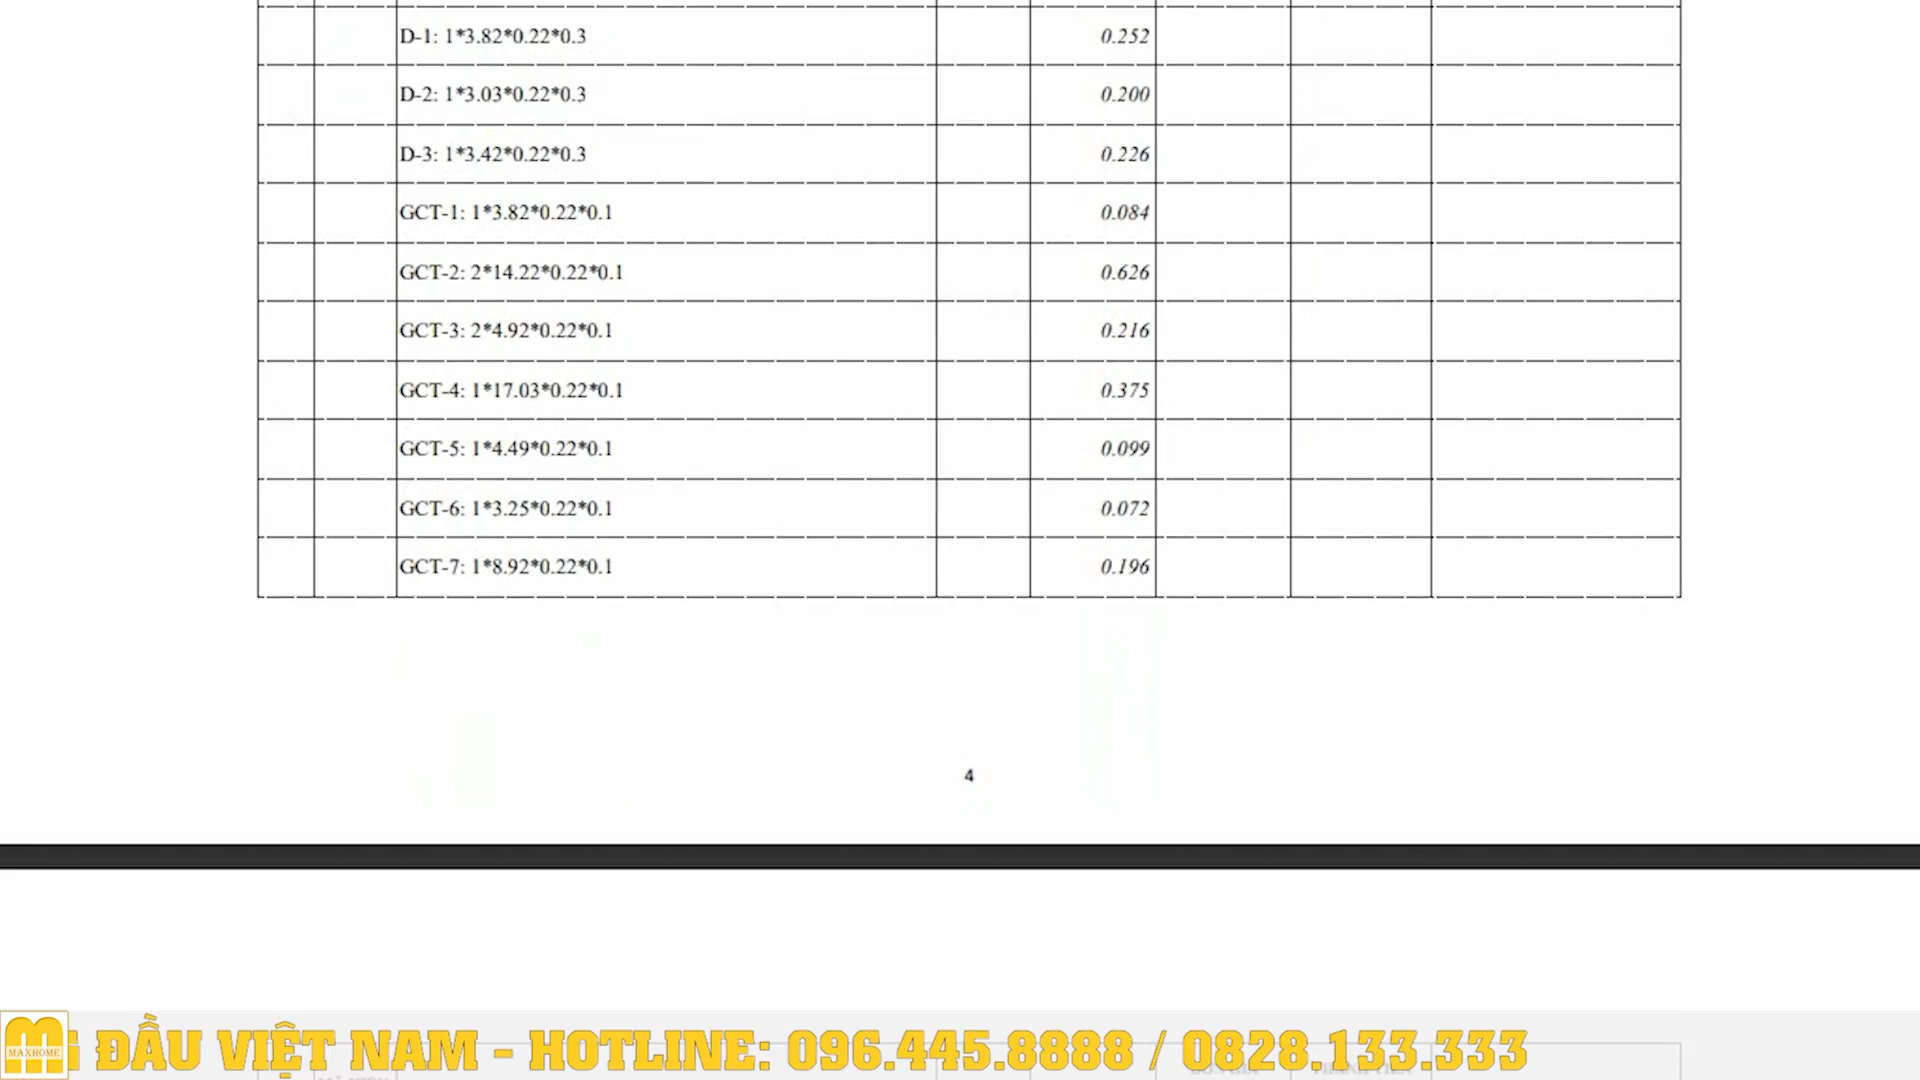 D-1: 1*3.82*0.22*0.3 0.252
D-2: 1*3.03*0.22*0.3 0.200
D-3: 1*3.42*0.22*0.3 0.226
GCT-1: 1*3.82*0.22*0.1 0.084
GCT-2: 2*14.22*0.22*0.1 0.626
GCT-3: 2*4.92*0.22*0.1 0.216
GCT-4: 1*17.03*0.22*0.1 0.375
GCT-5: 1*4.49*0.22*0.1 0.099
GCT-6: 1*3.25*0.22*0.1 0.072
GCT-7: 1*8.92*0.22*0.1 0.196
4
MAXHOME
ĐẦU VIỆT NAM - HOTLINE: 096.445.8888 / 0828.133.333